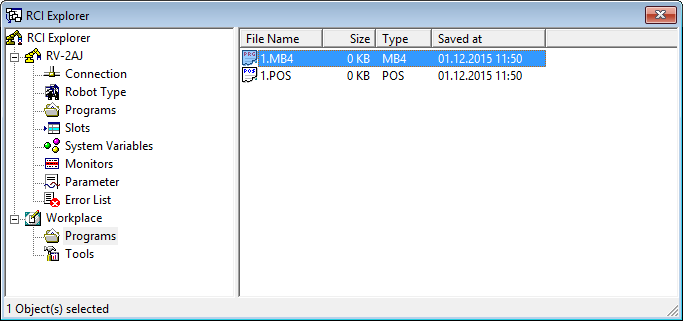 RCI Explorer
RCI Explorer
RV-2AJ
Connection
Robot Type
Programs
Slots
System Variables
Monitors
Parameter
Error List
Workplace
Programs
Tools
File Name Size Type Saved at
PRG 1.MB4 0 KB MB4 01.12.2015 11:50
POS 1.POS 0 KB POS 01.12.2015 11:50
1 Object(s) selected